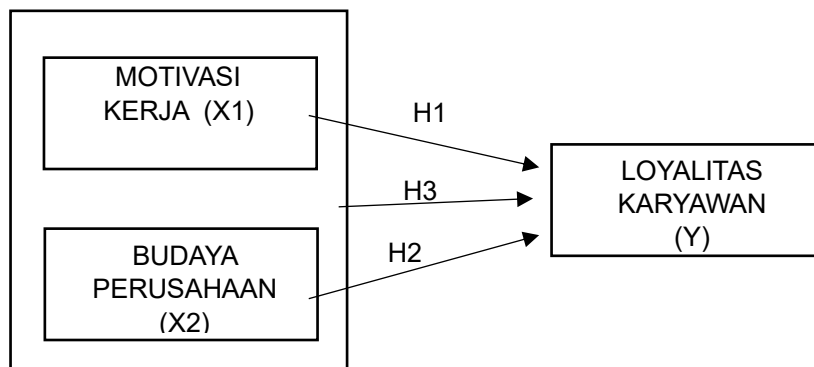 MOTIVASI
KERJA (X1)
H1
H3
LOYALITAS
KARYAWAN
(Y)
BUDAYA
PERUSAHAAN
(X2)
H2